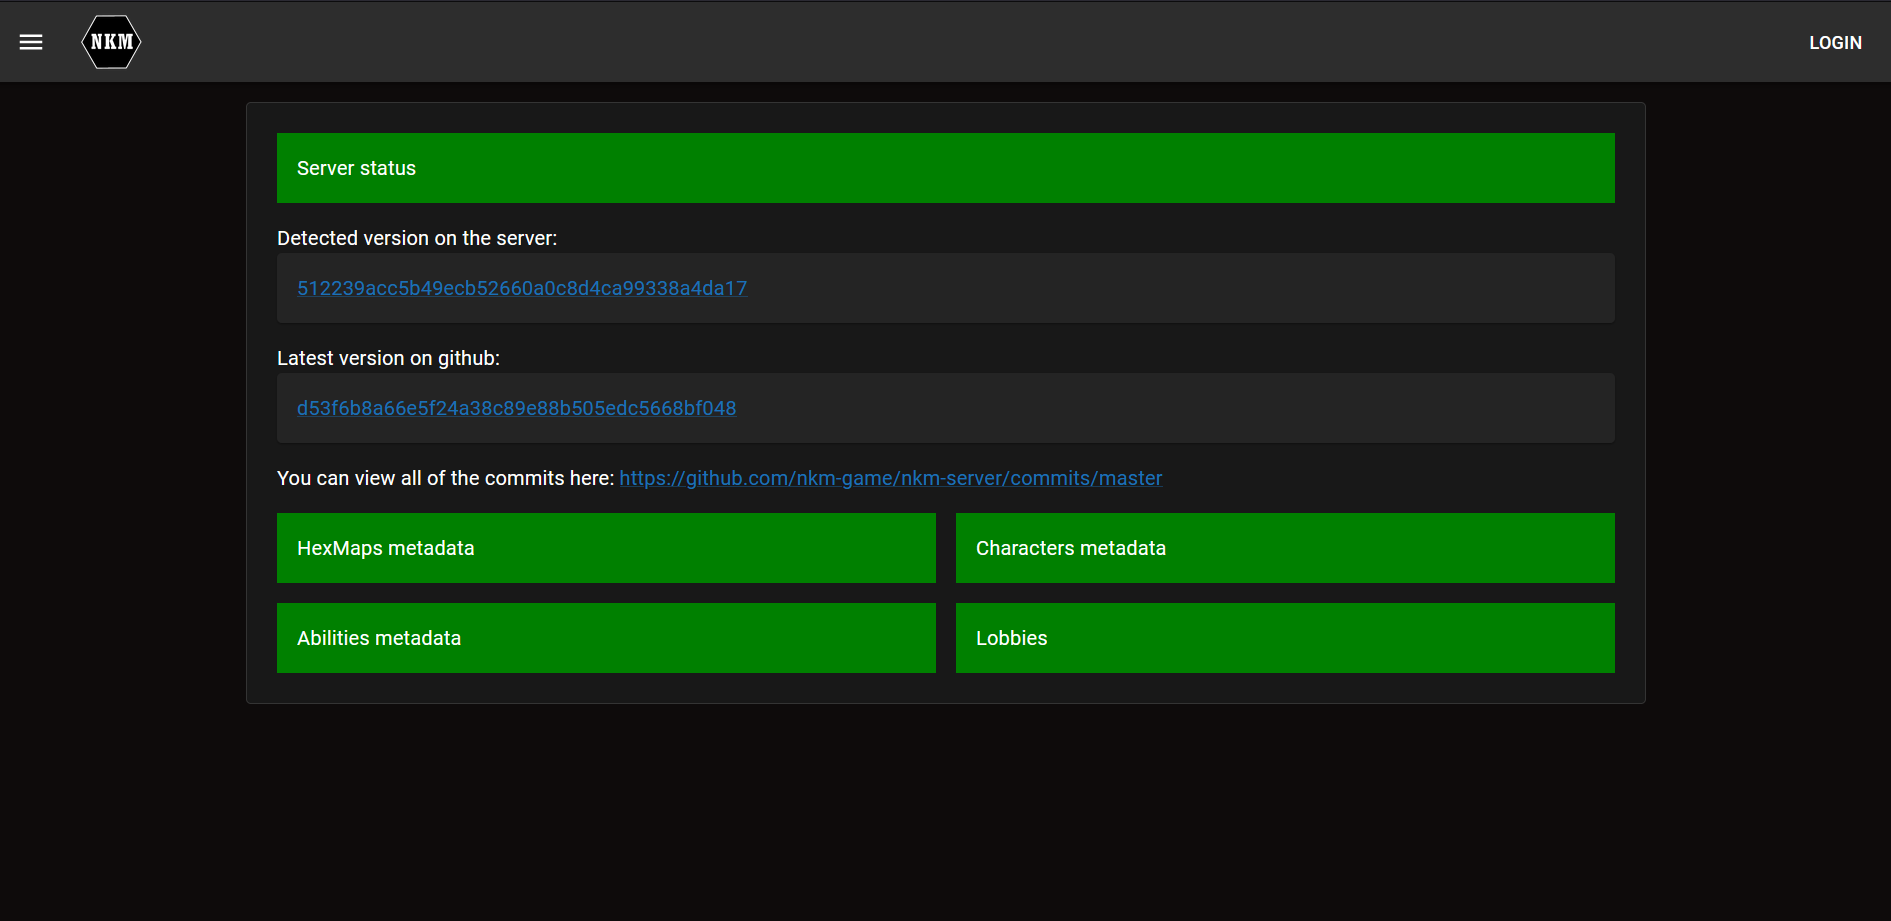 NKM
LOGIN
Server status
Detected version on the server:
512239acc5b49ecb52660a0c8d4ca99338a4da17
Latest version on github:
d53f6b8a66e5f24a38c89e88b505edc5668bf048
You can view all of the commits here: https://github.com/nkm-game/nkm-server/commits/master
HexMaps metadata
Characters metadata
Abilities metadata
Lobbies